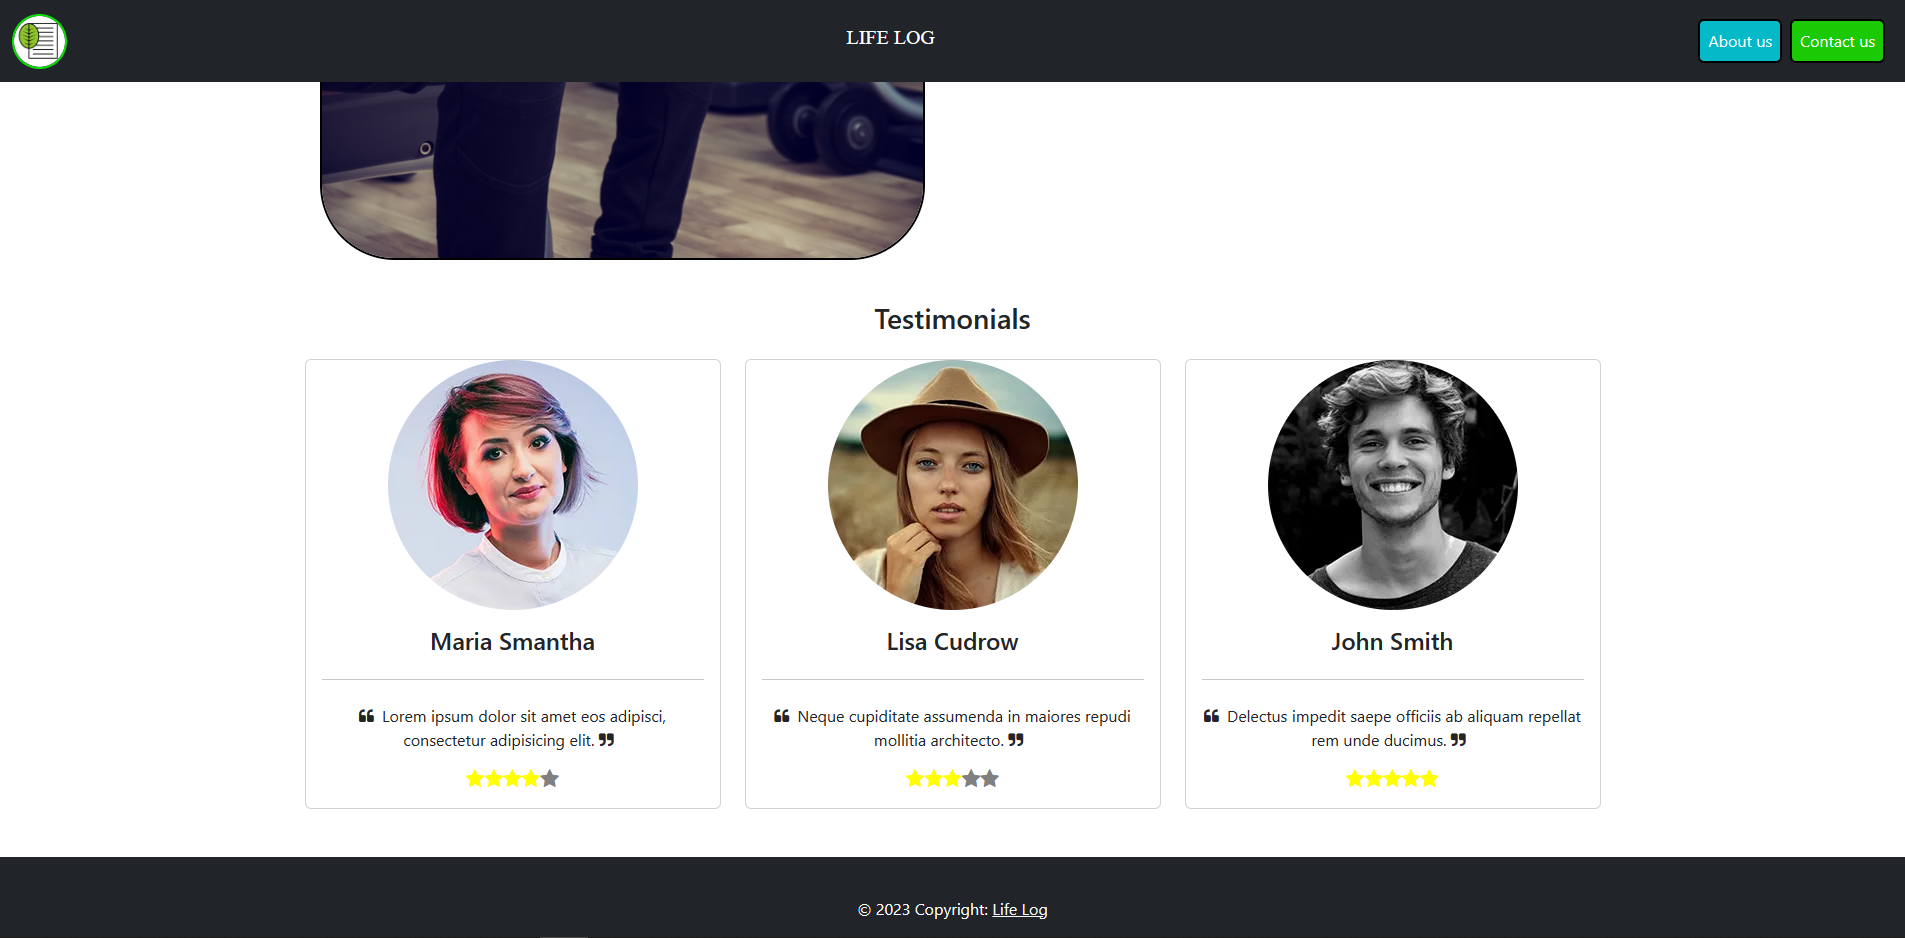 LIFE LOG
About us
Contact us
Testimonials
Maria Smantha
❝ Lorem ipsum dolor sit amet eos adipisci,
consectetur adipisicing elit. ❞
Lisa Cudrow
❝ Neque cupiditate assumenda in maiores repudi
mollitia architecto. ❞
John Smith
❝ Delectus impedit saepe officiis ab aliquam repellat
rem unde ducimus. ❞
© 2023 Copyright: Life Log